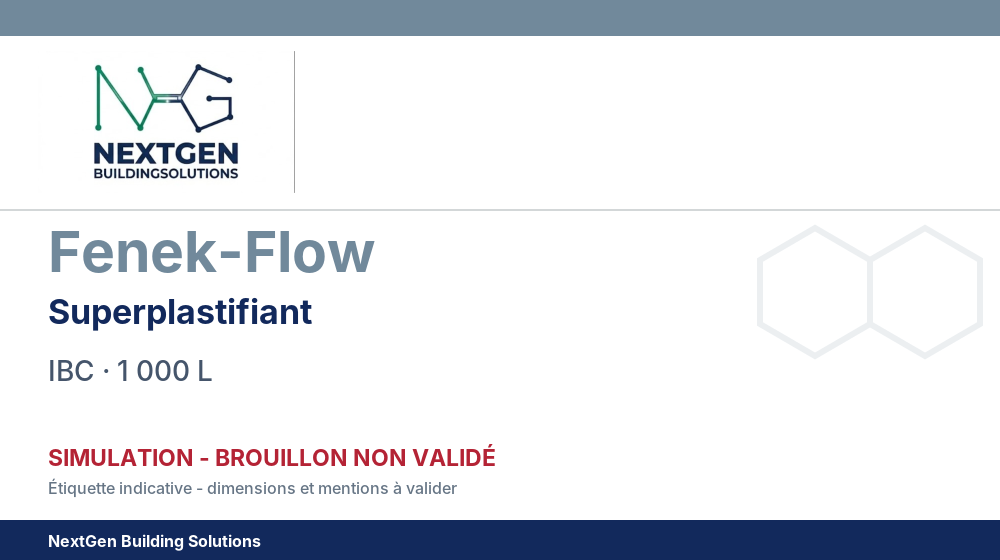 NEXTGEN
BUILDINGSOLUTIONS
Fenek-Flow
Superplastifiant
IBC · 1 000 L
SIMULATION - BROUILLON NON VALIDÉ
Étiquette indicative - dimensions et mentions à valider
NextGen Building Solutions